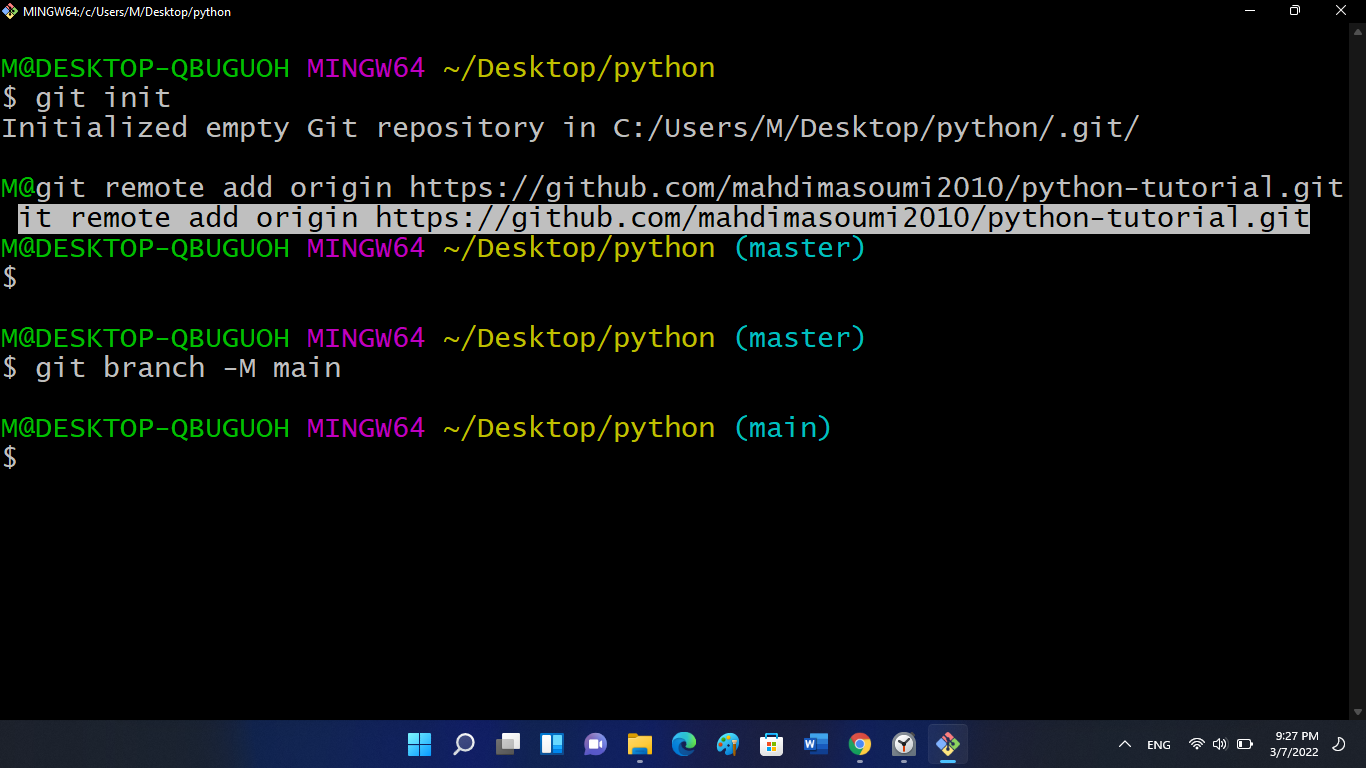 MINGW64:/c/Users/M/Desktop/python
M@DESKTOP-QBUGUOH MINGW64 ~/Desktop/python
$ git init
Initialized empty Git repository in C:/Users/M/Desktop/python/.git/
M@git remote add origin https://github.com/mahdimasoumi2010/python-tutorial.git
it remote add origin https://github.com/mahdimasoumi2010/python-tutorial.git
M@DESKTOP-QBUGUOH MINGW64 ~/Desktop/python (master)
$
M@DESKTOP-QBUGUOH MINGW64 ~/Desktop/python (master)
$ git branch -M main
M@DESKTOP-QBUGUOH MINGW64 ~/Desktop/python (main)
$
ENG
9:27 PM
3/7/2022